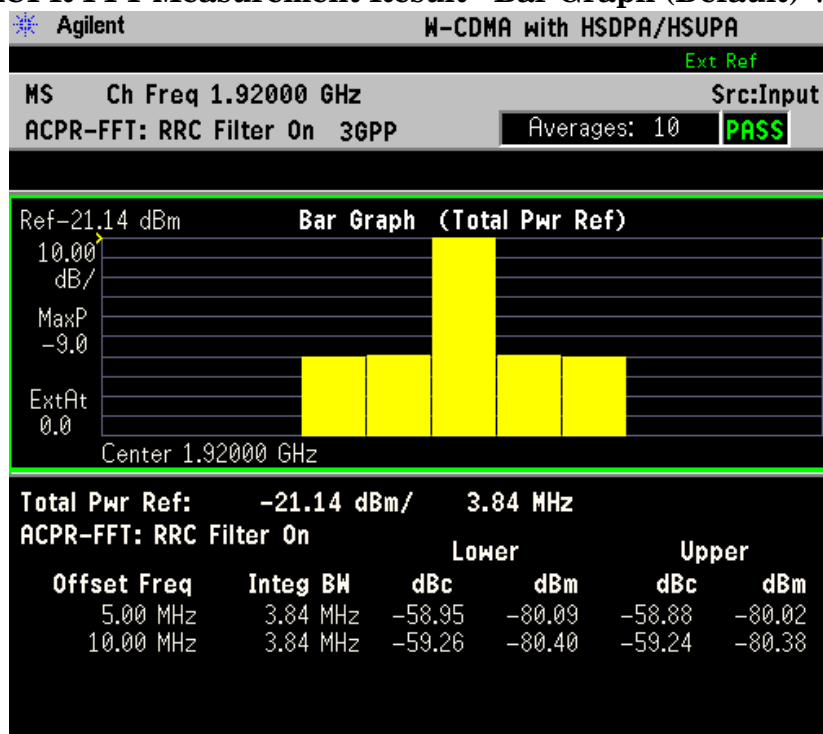 Agilent W-CDMA with HSDPA/HSUPA
Ext Ref
MS Ch Freq 1.92000 GHz Src:Input
ACPR-FFT: RRC Filter On 3GPP Averages: 10 PASS
Ref-21.14 dBm Bar Graph (Total Pwr Ref)
10.00
dB/
MaxP
-9.0
ExtAt
0.0
Center 1.92000 GHz
Total Pwr Ref: -21.14 dBm/ 3.84 MHz
ACPR-FFT: RRC Filter On
Lower Upper
Offset Freq Integ BW dBc dBm dBc dBm
5.00 MHz 3.84 MHz -58.95 -80.09 -58.88 -80.02
10.00 MHz 3.84 MHz -59.26 -80.40 -59.24 -80.38